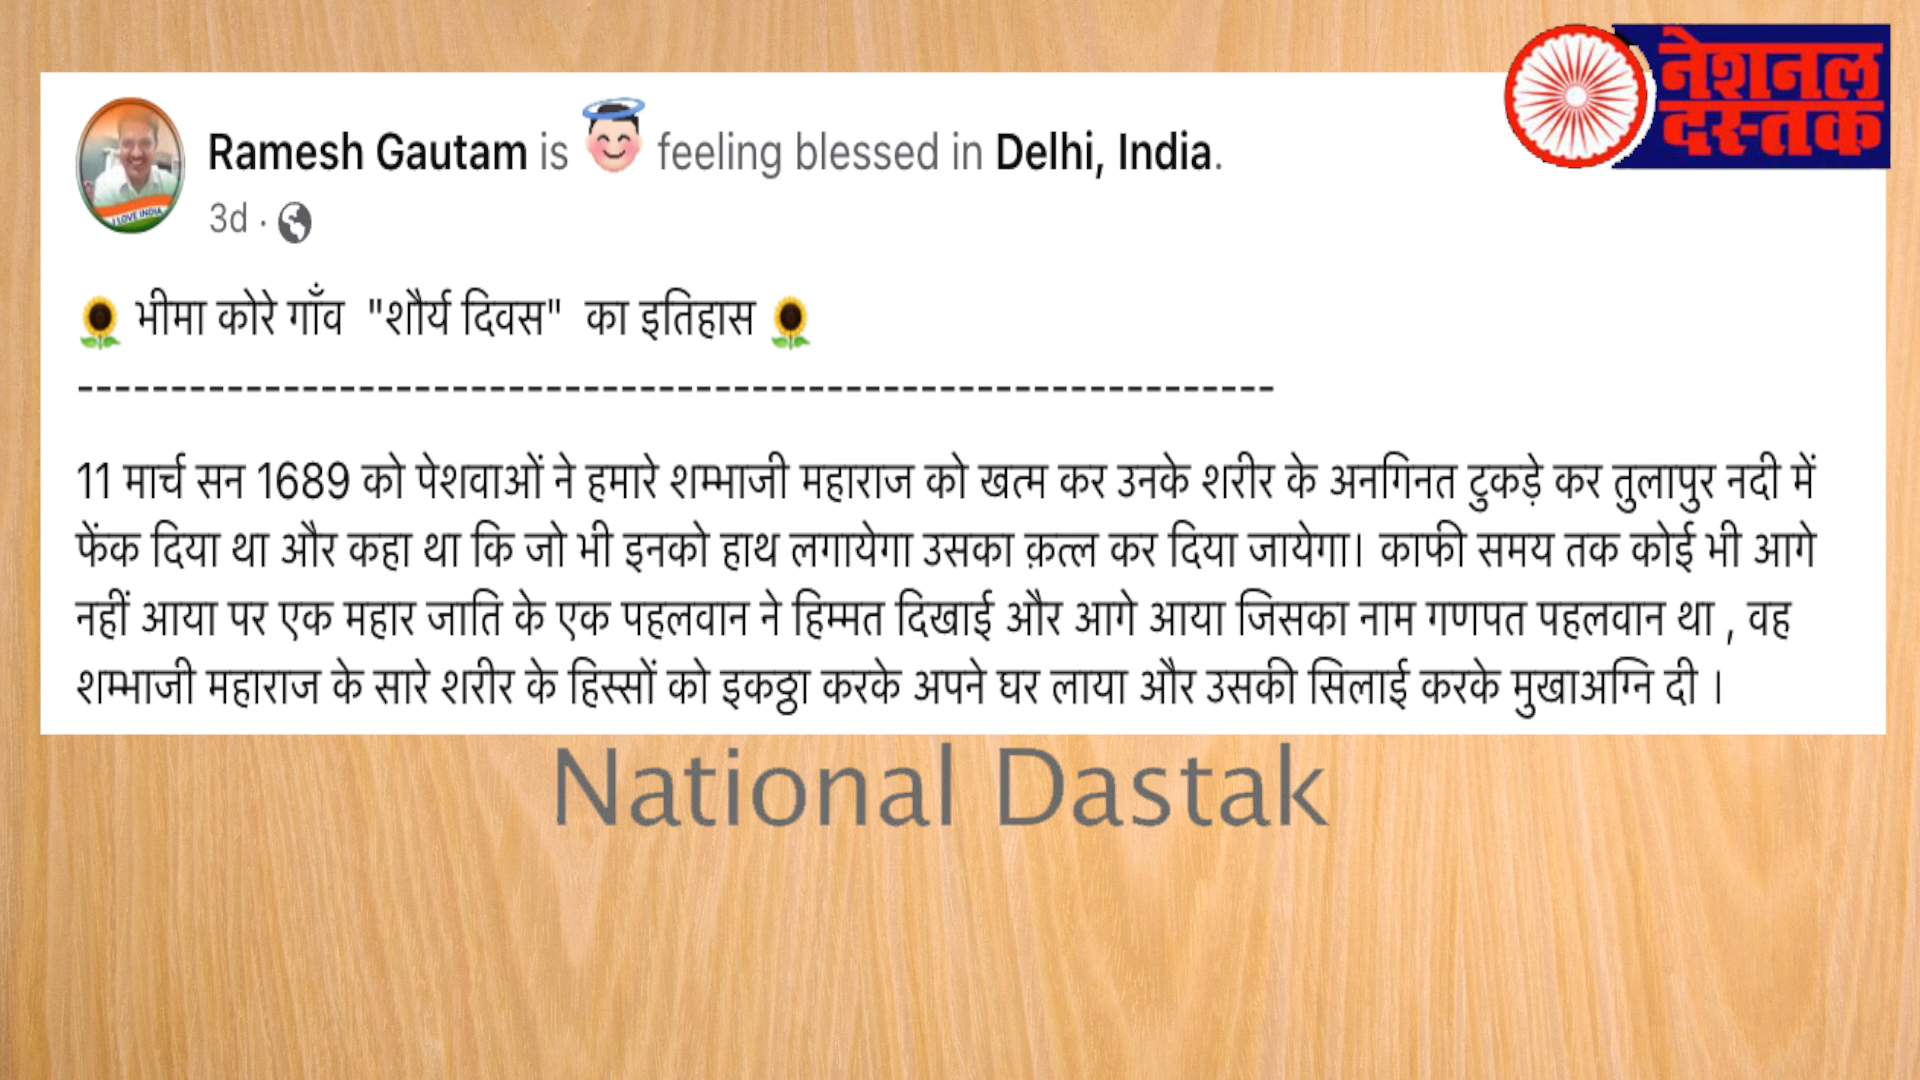 नेशनल
दस्तक
Ramesh Gautam is feeling blessed in Delhi, India.
3d ·
I LOVE INDIA
🌻 भीमा कोरे गाँव "शौर्य दिवस" का इतिहास 🌻
----------------------------------------------------------------
11 मार्च सन 1689 को पेशवाओं ने हमारे शम्भाजी महाराज को खत्म कर उनके शरीर के अनगिनत टुकड़े कर तुलापुर नदी में
फेंक दिया था और कहा था कि जो भी इनको हाथ लगायेगा उसका क़त्ल कर दिया जायेगा। काफी समय तक कोई भी आगे
नहीं आया पर एक महार जाति के एक पहलवान ने हिम्मत दिखाई और आगे आया जिसका नाम गणपत पहलवान था , वह
शम्भाजी महाराज के सारे शरीर के हिस्सों को इकठ्ठा करके अपने घर लाया और उसकी सिलाई करके मुखाअग्नि दी ।
National Dastak